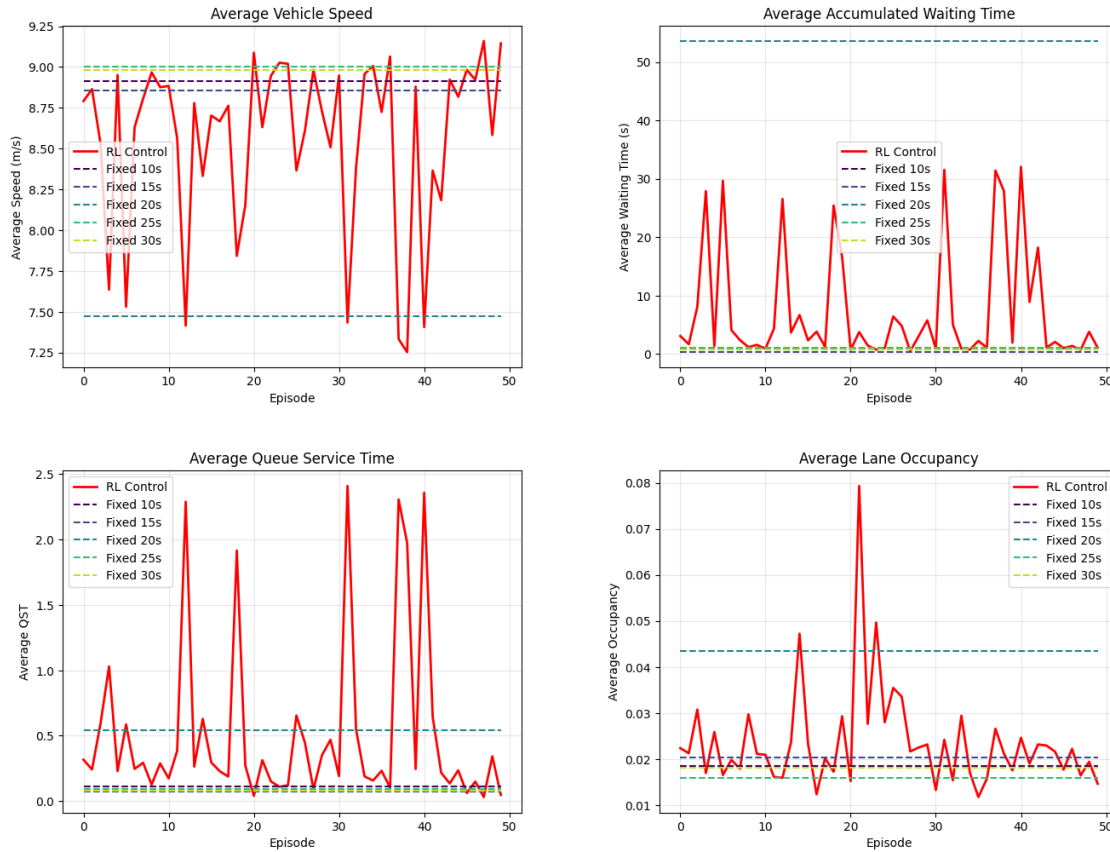 Average Vehicle Speed
9.25
9.00
8.75
8.50
8.25
8.00
7.75
7.50
7.25
Average Speed (m/s)
RL Control
Fixed 10s
Fixed 15s
Fixed 20s
Fixed 25s
Fixed 30s
0
10
20
30
40
50
Episode
Average Accumulated Waiting Time
50
40
30
20
10
0
Average Waiting Time (s)
RL Control
Fixed 10s
Fixed 15s
Fixed 20s
Fixed 25s
Fixed 30s
0
10
20
30
40
50
Episode
Average Queue Service Time
2.5
2.0
1.5
1.0
0.5
0.0
Average QST
RL Control
Fixed 10s
Fixed 15s
Fixed 20s
Fixed 25s
Fixed 30s
0
10
20
30
40
50
Episode
Average Lane Occupancy
0.08
0.07
0.06
0.05
0.04
0.03
0.02
0.01
Average Occupancy
RL Control
Fixed 10s
Fixed 15s
Fixed 20s
Fixed 25s
Fixed 30s
0
10
20
30
40
50
Episode